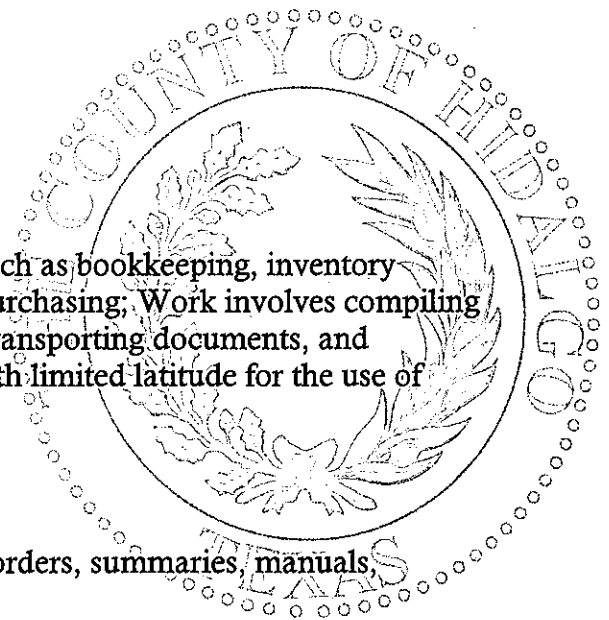 COUNTY OF HIDALGO
ch as bookkeeping, inventory
urchasing; Work involves compiling
ransporting documents, and
th limited latitude for the use of
orders, summaries, manuals,
TEXAS